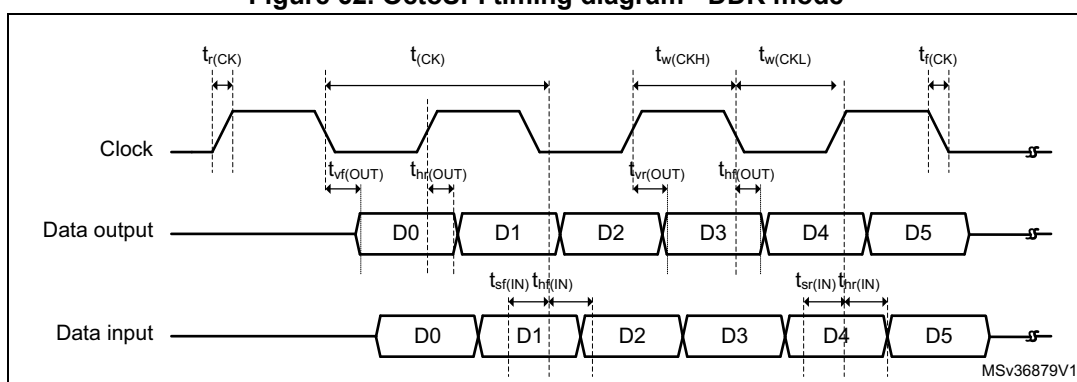 Figure OctoSPI timing diagram - DDR mode
tr(CK) t(CK) tw(CKH) tw(CKL) tf(CK)
Clock
tvf(OUT) thr(OUT) tvr(OUT) thf(OUT)
Data output D0 D1 D2 D3 D4 D5
tsf(IN) thf(IN) tsr(IN) thr(IN)
Data input D0 D1 D2 D3 D4 D5
MSv36879V1